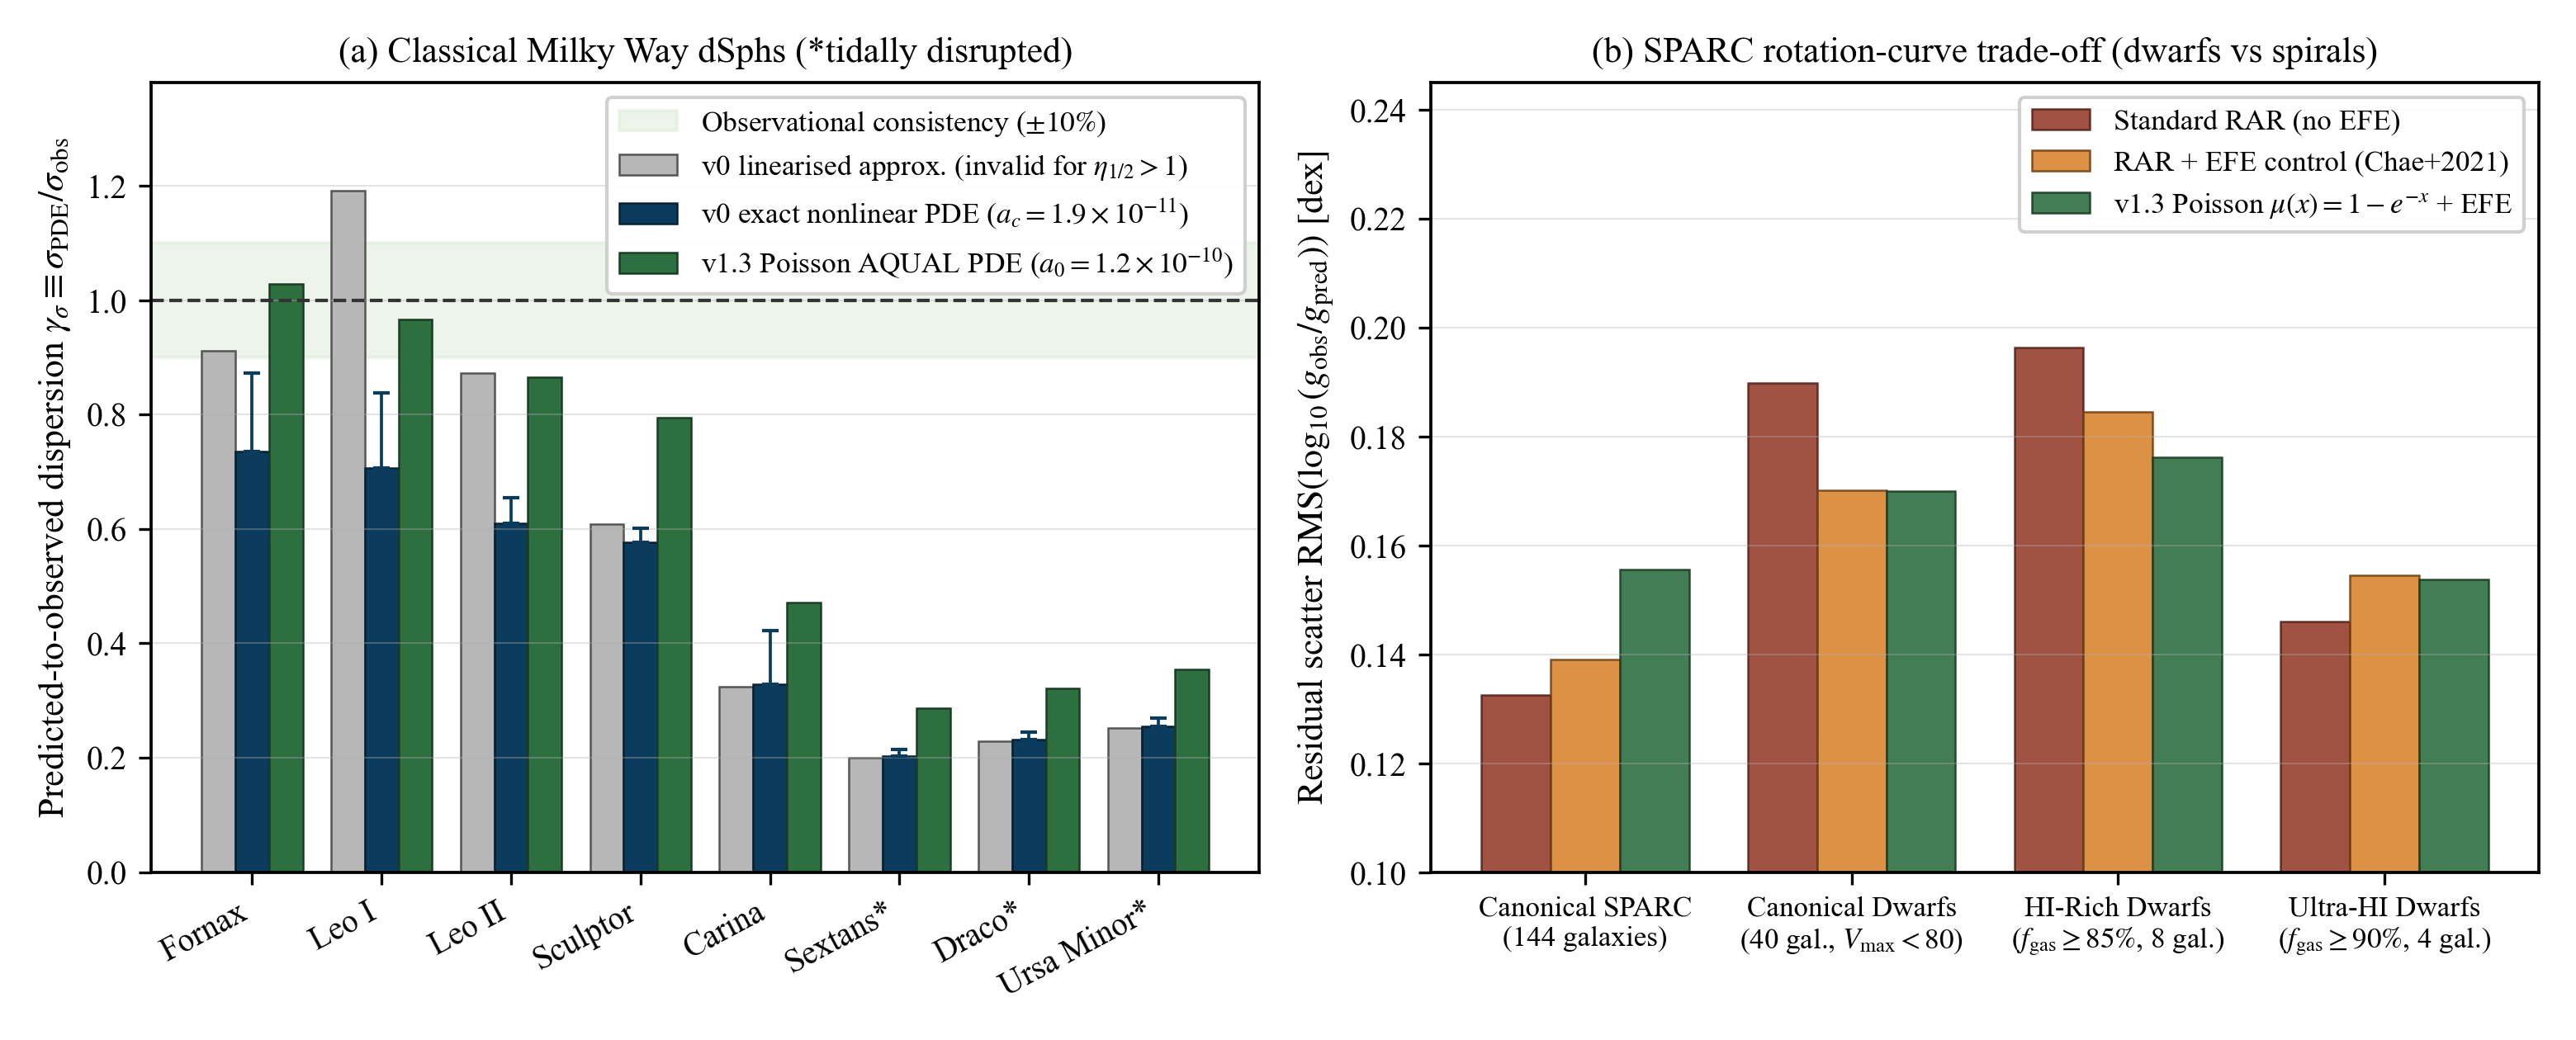 (a) Classical Milky Way dSphs (*tidally disrupted)
Predicted-to-observed dispersion γσ ≡ σPDE/σobs
1.2
1.0
0.8
0.6
0.4
0.2
0.0
Observational consistency (±10%)
v0 linearised approx. (invalid for η1/2 > 1)
v0 exact nonlinear PDE (ac = 1.9 × 10−11)
v1.3 Poisson AQUAL PDE (a0 = 1.2 × 10−10)
Fornax
Leo I
Leo II
Sculptor
Carina
Sextans*
Draco*
Ursa Minor*
(b) SPARC rotation-curve trade-off (dwarfs vs spirals)
Residual scatter RMS(log10(gobs/gpred)) [dex]
0.24
0.22
0.20
0.18
0.16
0.14
0.12
0.10
Standard RAR (no EFE)
RAR + EFE control (Chae+2021)
v1.3 Poisson μ(x) = 1 − e−x + EFE
Canonical SPARC
(144 galaxies)
Canonical Dwarfs
(40 gal., Vmax < 80)
HI-Rich Dwarfs
(fgas ≥ 85%, 8 gal.)
Ultra-HI Dwarfs
(fgas ≥ 90%, 4 gal.)